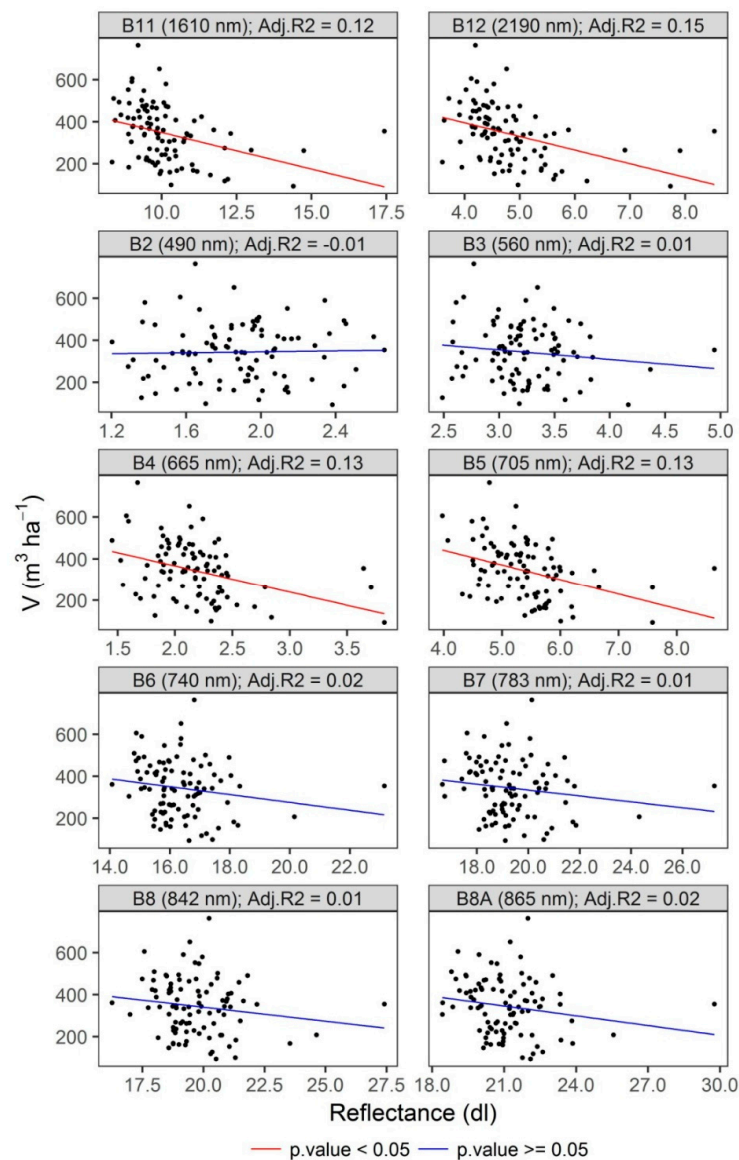 B11 (1610 nm); Adj.R2 = 0.12
B12 (2190 nm); Adj.R2 = 0.15
600
400
200
10.0 12.5 15.0 17.5
4.0 5.0 6.0 7.0 8.0
B2 (490 nm); Adj.R2 = -0.01
B3 (560 nm); Adj.R2 = 0.01
600
400
200
1.2 1.6 2.0 2.4
2.5 3.0 3.5 4.0 4.5 5.0
B4 (665 nm); Adj.R2 = 0.13
B5 (705 nm); Adj.R2 = 0.13
600
400
200
1.5 2.0 2.5 3.0 3.5
4.0 5.0 6.0 7.0 8.0
V (m³ ha⁻¹)
B6 (740 nm); Adj.R2 = 0.02
B7 (783 nm); Adj.R2 = 0.01
600
400
200
14.0 16.0 18.0 20.0 22.0
18.0 20.0 22.0 24.0 26.0
B8 (842 nm); Adj.R2 = 0.01
B8A (865 nm); Adj.R2 = 0.02
600
400
200
17.5 20.0 22.5 25.0 27.5
18.0 21.0 24.0 27.0 30.0
Reflectance (dl)
p.value < 0.05 p.value >= 0.05